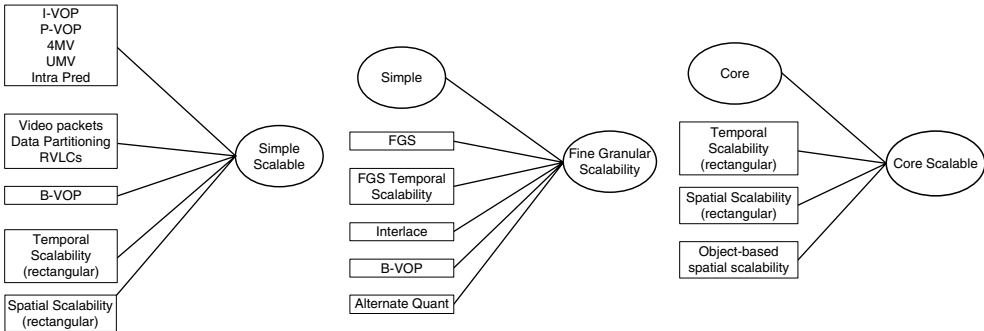 I-VOP
P-VOP
4MV
UMV
Intra Pred
Video packets
Data Partitioning
RVLCs
B-VOP
Temporal
Scalability
(rectangular)
Spatial Scalability
(rectangular)
Simple
Scalable
Simple
FGS
FGS Temporal
Scalability
Interlace
B-VOP
Alternate Quant
Fine Granular
Scalability
Core
Temporal
Scalability
(rectangular)
Spatial Scalability
(rectangular)
Object-based
spatial scalability
Core Scalable